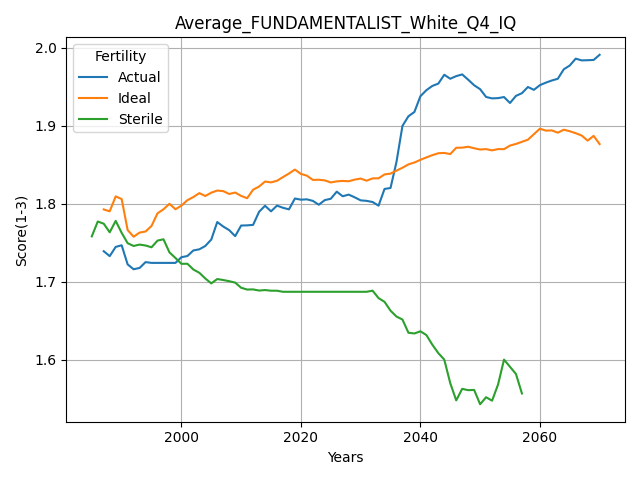 Average_FUNDAMENTALIST_White_Q4_IQ
Fertility
Actual
Ideal
Sterile
Score(1-3)
2.0
1.9
1.8
1.7
1.6
2000 2020 2040 2060
Years